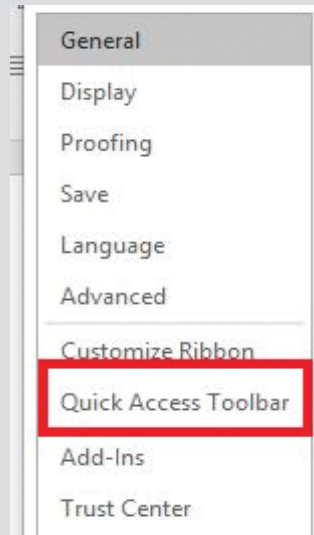 General
Display
Proofing
Save
Language
Advanced
Customize Ribbon
Quick Access Toolbar
Add-Ins
Trust Center